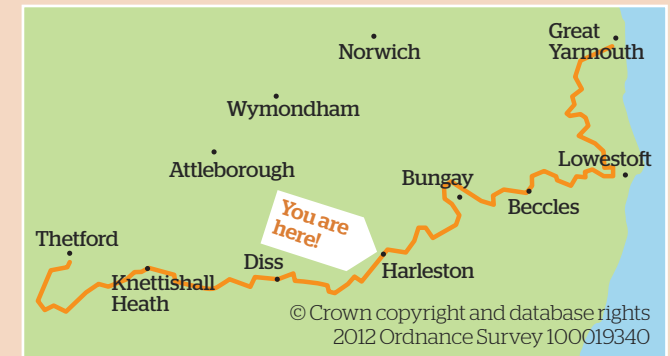 Great
Yarmouth
Norwich
Wymondham
Attleborough
Lowestoft
Bungay
Beccles
You are
here!
Thetford
Diss
Harleston
Knettishall
Heath
© Crown copyright and database rights
2012 Ordnance Survey 100019340